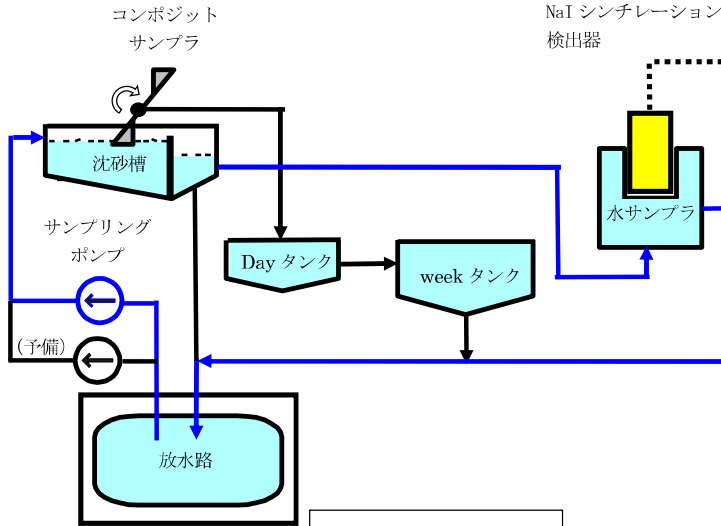 コンポジット
サンプラ
NaI シンチレーション
検出器
沈砂槽
水サンプラ
サンプリング
ポンプ
Day タンク
week タンク
(予備)
放水路